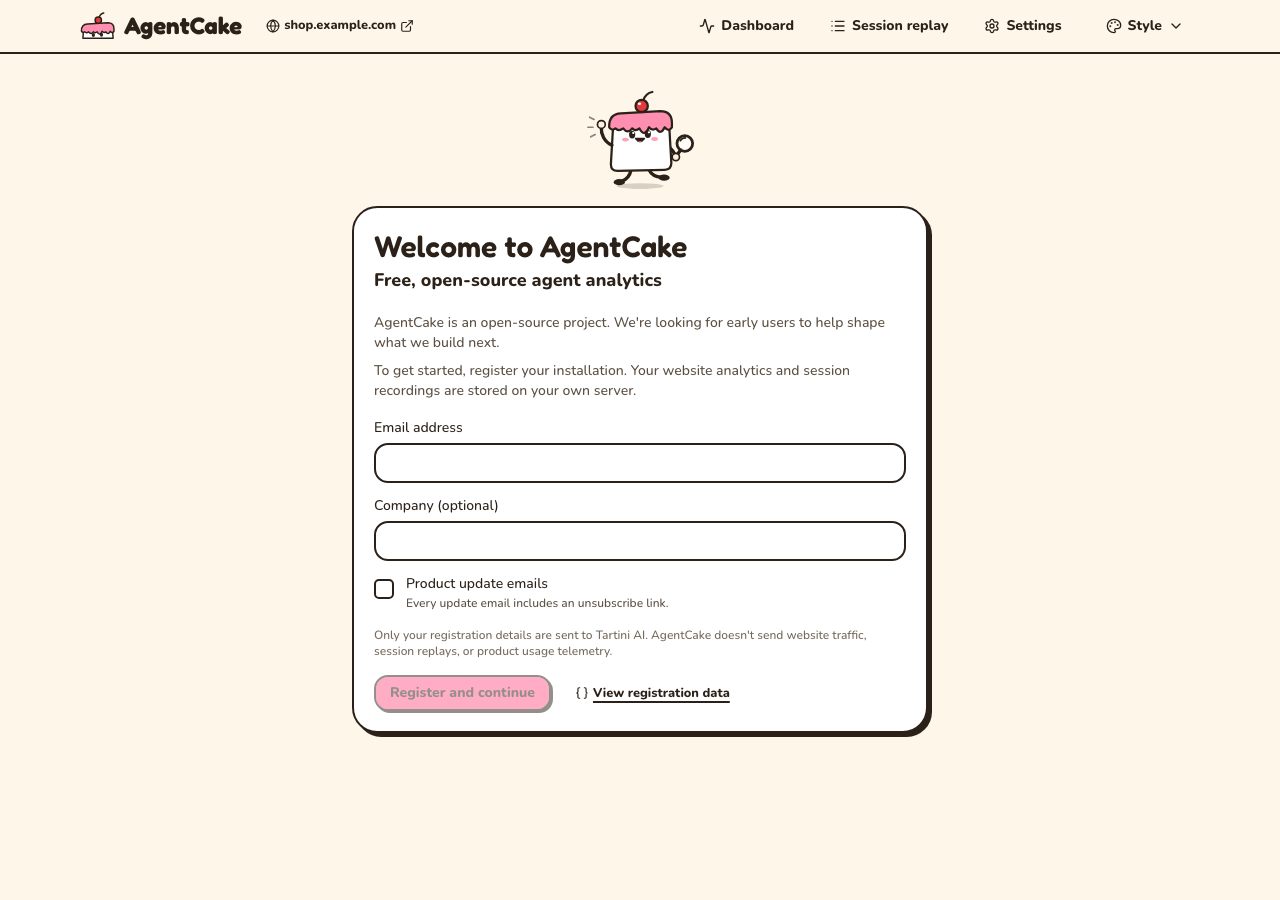 AgentCake
shop.example.com
Dashboard
Session replay
Settings
Style
Welcome to AgentCake
Free, open-source agent analytics
AgentCake is an open-source project. We're looking for early users to help shape
what we build next.
To get started, register your installation. Your website analytics and session
recordings are stored on your own server.
Email address
Company (optional)
Product update emails
Every update email includes an unsubscribe link.
Only your registration details are sent to Tartini AI. AgentCake doesn't send website traffic,
session replays, or product usage telemetry.
Register and continue
{ } View registration data